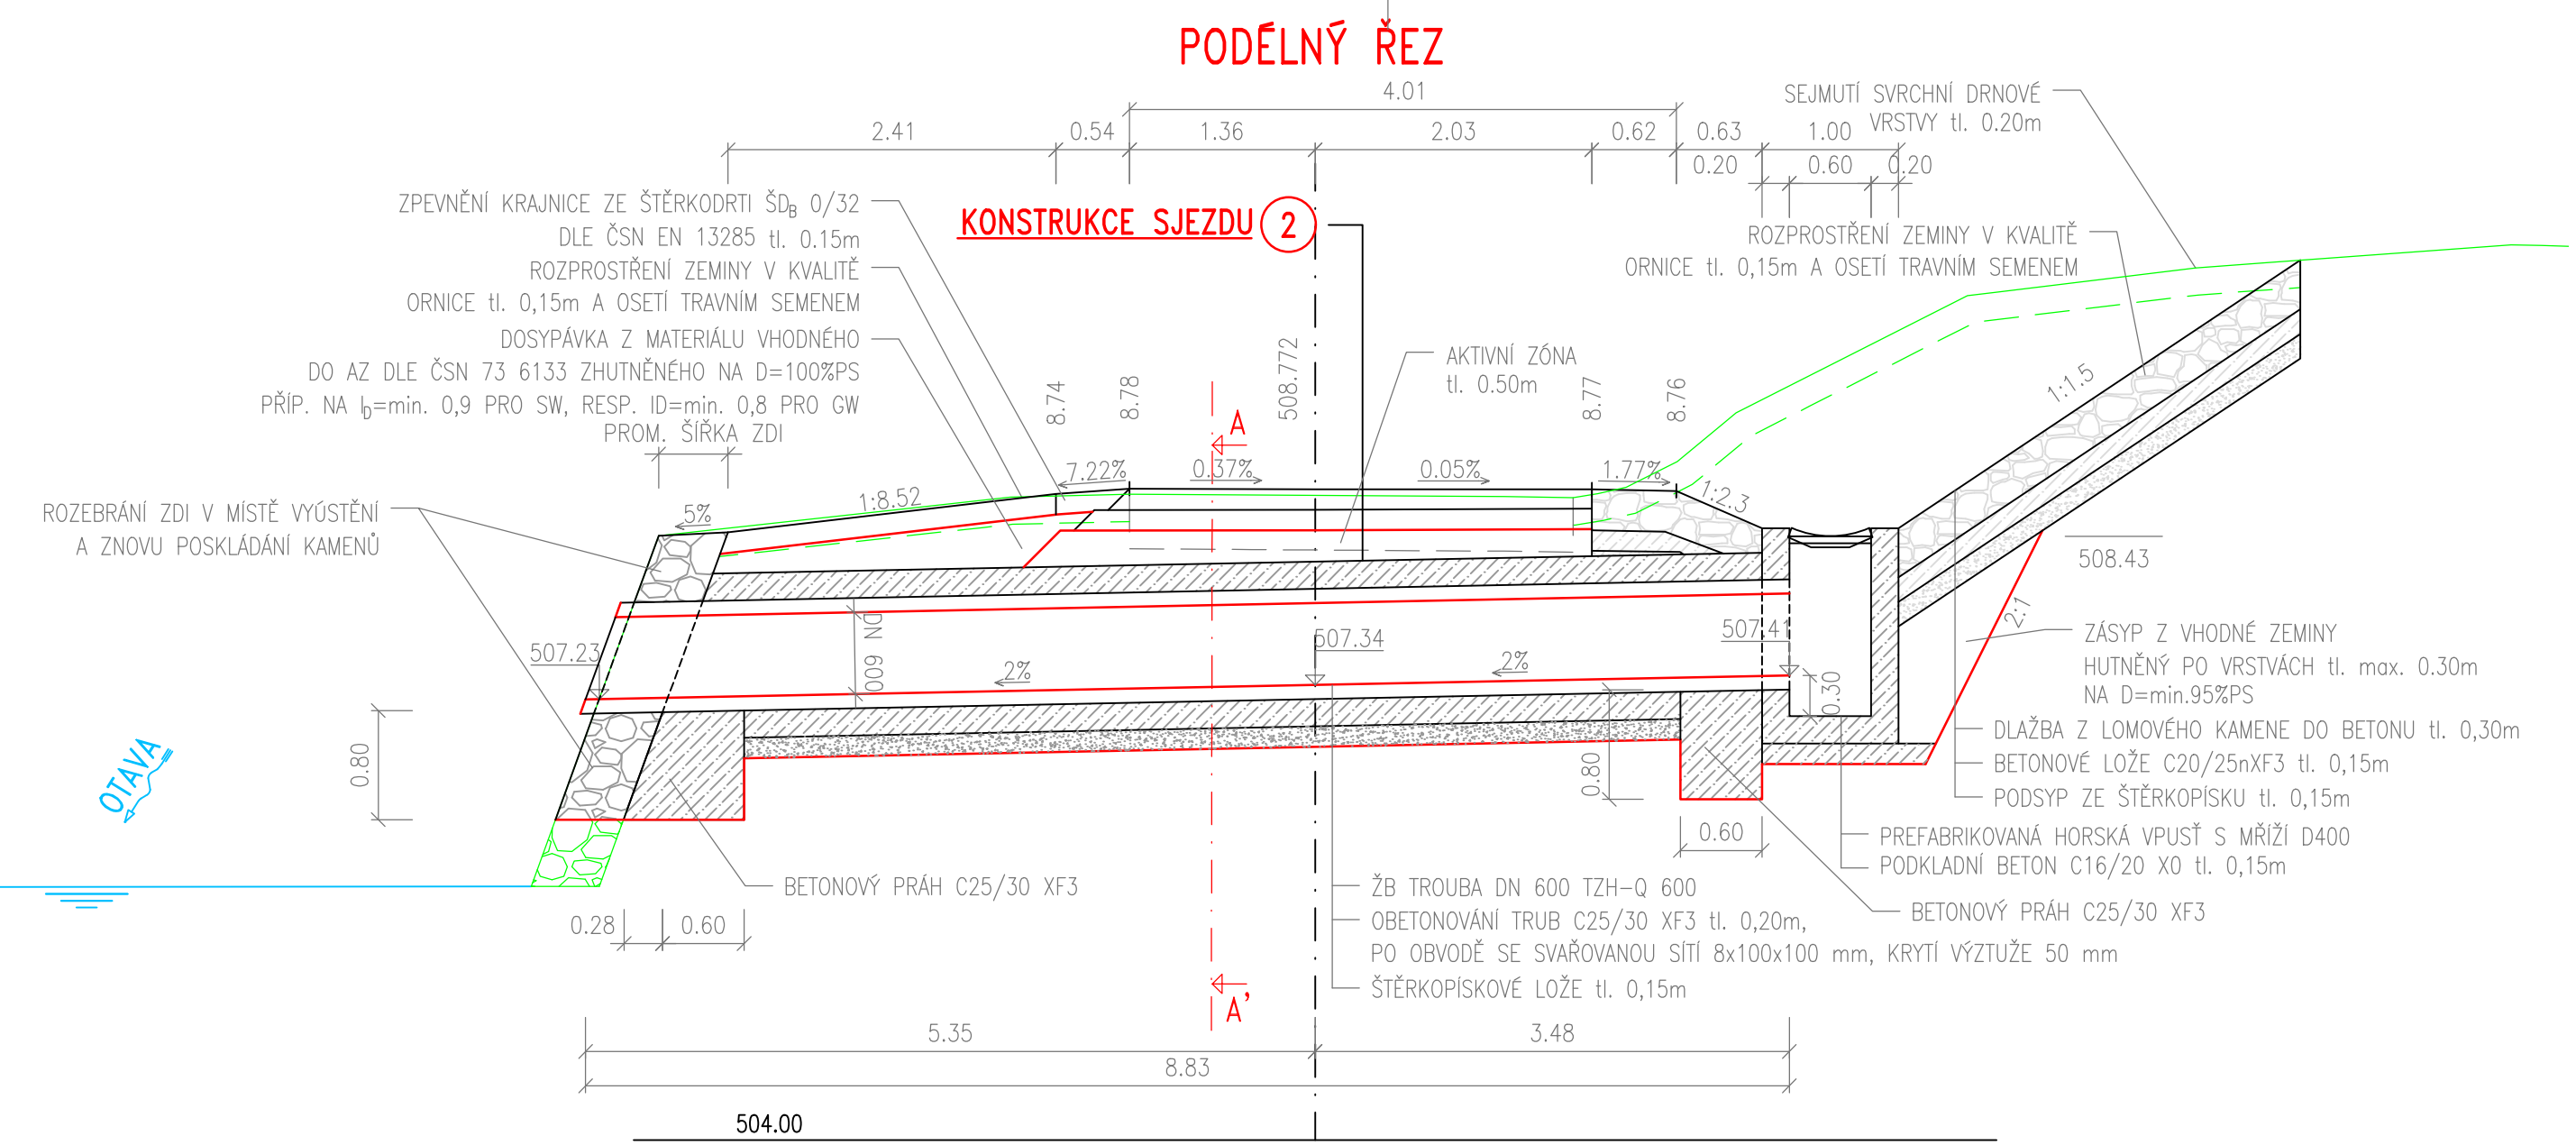 PODÉLNÝ ŘEZ
4.01
2.41
0.54
1.36
2.03
0.62
0.63
1.00
0.20
0.60
0.20
SEJMUTÍ SVRCHNÍ DRNOVÉ
VRSTVY tl. 0.20m
ZPEVNĚNÍ KRAJNICE ZE ŠTĚRKODRTI ŠDB 0/32
DLE ČSN EN 13285 tl. 0.15m
ROZPROSTŘENÍ ZEMINY V KVALITĚ
ORNICE tl. 0,15m A OSETÍ TRAVNÍM SEMENEM
DOSYPÁVKA Z MATERIÁLU VHODNÉHO
DO AZ DLE ČSN 73 6133 ZHUTNĚNÉHO NA D=100%PS
PŘÍP. NA ID=min. 0,9 PRO SW, RESP. ID=min. 0,8 PRO GW
PROM. ŠÍŘKA ZDI
KONSTRUKCE SJEZDU 2
ROZPROSTŘENÍ ZEMINY V KVALITĚ
ORNICE tl. 0,15m A OSETÍ TRAVNÍM SEMENEM
AKTIVNÍ ZÓNA
tl. 0.50m
8.74
8.78
508.772
8.77
8.76
A
7.22%
0.37%
0.05%
1.77%
1:8.52
1:2.3
1:1.5
5%
ROZEBRÁNÍ ZDI V MÍSTĚ VYÚSTĚNÍ
A ZNOVU POSKLÁDÁNÍ KAMENŮ
508.43
2:1
507.23
DN 600
507.34
507.41
2%
2%
0.30
0.80
0.80
OTAVA
ZÁSYP Z VHODNÉ ZEMINY
HUTNĚNÝ PO VRSTVÁCH tl. max. 0.30m
NA D=min.95%PS
DLAŽBA Z LOMOVÉHO KAMENE DO BETONU tl. 0,30m
BETONOVÉ LOŽE C20/25nXF3 tl. 0,15m
PODSYP ZE ŠTĚRKOPÍSKU tl. 0,15m
PREFABRIKOVANÁ HORSKÁ VPUSŤ S MŘÍŽÍ D400
PODKLADNÍ BETON C16/20 X0 tl. 0,15m
0.60
BETONOVÝ PRÁH C25/30 XF3
BETONOVÝ PRÁH C25/30 XF3
0.28
0.60
ŽB TROUBA DN 600 TZH-Q 600
OBETONOVÁNÍ TRUB C25/30 XF3 tl. 0,20m,
PO OBVODĚ SE SVAŘOVANOU SÍTÍ 8x100x100 mm, KRYTÍ VÝZTUŽE 50 mm
ŠTĚRKOPÍSKOVÉ LOŽE tl. 0,15m
A'
5.35
3.48
8.83
504.00